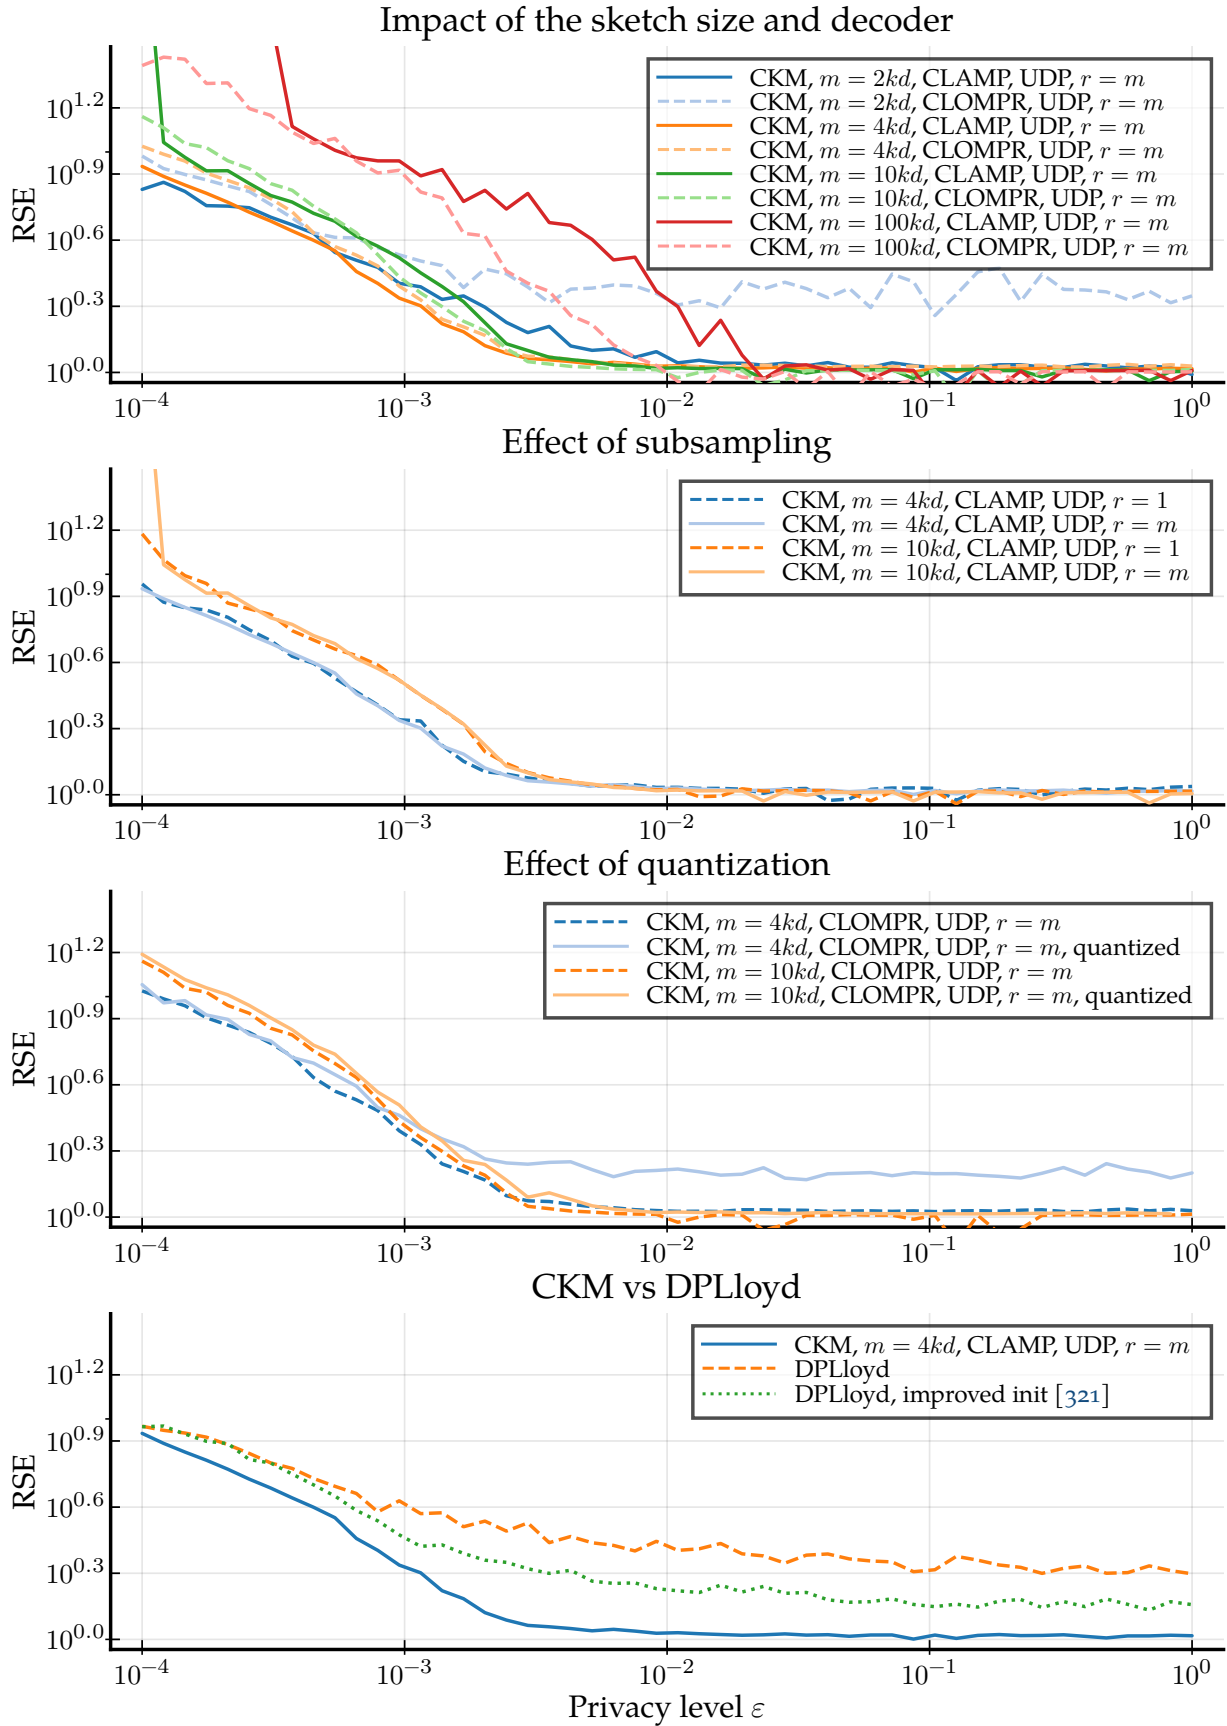 Impact of the sketch size and decoder
RSE
10^1.2
10^0.9
10^0.6
10^0.3
10^0.0
CKM, m = 2kd, CLAMP, UDP, r = m
CKM, m = 2kd, CLOMPR, UDP, r = m
CKM, m = 4kd, CLAMP, UDP, r = m
CKM, m = 4kd, CLOMPR, UDP, r = m
CKM, m = 10kd, CLAMP, UDP, r = m
CKM, m = 10kd, CLOMPR, UDP, r = m
CKM, m = 100kd, CLAMP, UDP, r = m
CKM, m = 100kd, CLOMPR, UDP, r = m
10^−4 10^−3 10^−2 10^−1 10^0
Effect of subsampling
RSE
10^1.2
10^0.9
10^0.6
10^0.3
10^0.0
CKM, m = 4kd, CLAMP, UDP, r = 1
CKM, m = 4kd, CLAMP, UDP, r = m
CKM, m = 10kd, CLAMP, UDP, r = 1
CKM, m = 10kd, CLAMP, UDP, r = m
10^−4 10^−3 10^−2 10^−1 10^0
Effect of quantization
RSE
10^1.2
10^0.9
10^0.6
10^0.3
10^0.0
CKM, m = 4kd, CLOMPR, UDP, r = m
CKM, m = 4kd, CLOMPR, UDP, r = m, quantized
CKM, m = 10kd, CLOMPR, UDP, r = m
CKM, m = 10kd, CLOMPR, UDP, r = m, quantized
10^−4 10^−3 10^−2 10^−1 10^0
CKM vs DPLloyd
RSE
10^1.2
10^0.9
10^0.6
10^0.3
10^0.0
CKM, m = 4kd, CLAMP, UDP, r = m
DPLloyd
DPLloyd, improved init [321]
10^−4 10^−3 10^−2 10^−1 10^0
Privacy level ε